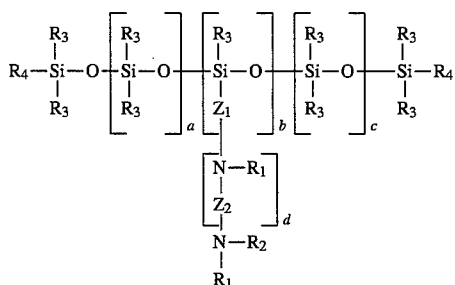 R₃ R₃ R₃ R₃ R₃
R₄—Si—O—Si—O—Si—O—Si—O—Si—R₄
R₃ R₃ Z₁ R₃ R₃
a b c
N—R₁
Z₂
d
N—R₂
R₁